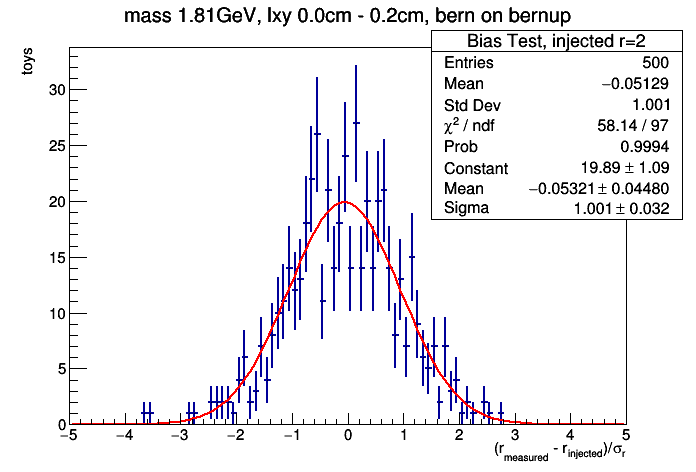 mass 1.81GeV, lxy 0.0cm - 0.2cm, bern on bernup
toys
Bias Test, injected r=2
Entries 500
Mean −0.05129
Std Dev 1.001
χ² / ndf 58.14 / 97
Prob 0.9994
Constant 19.89 ± 1.09
Mean −0.05321 ± 0.04480
Sigma 1.001 ± 0.032
30
25
20
15
10
5
0
−5 −4 −3 −2 −1 0 1 2 3 4 5
(r_measured - r_injected)/σ_r